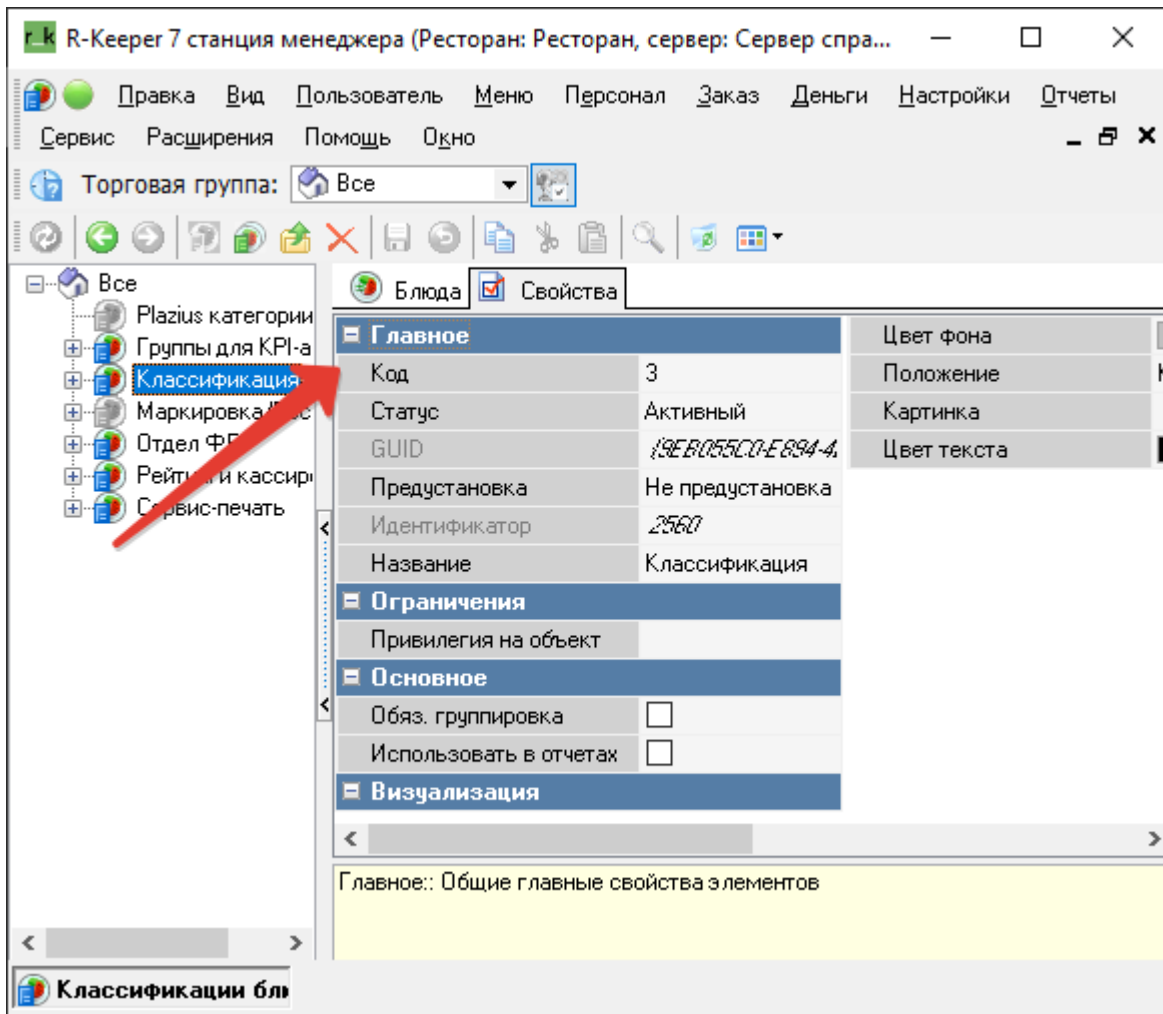 r_k R-Keeper 7 станция менеджера (Ресторан: Ресторан, сервер: Сервер спра...
Правка Вид Пользователь Меню Персонал Заказ Деньги Настройки Отчеты
Сервис Расширения Помощь Окно
Торговая группа: Все
Все
Plazius категории
Группы для KPI-а
Классификация
Маркировка
Отдел
Рейтинги кассир
Сервис-печать
Блюда Свойства
Главное
Код 3
Статус Активный
GUID {9EB055C0-E894-4
Предустановка Не предустановка
Идентификатор 2560
Название Классификация
Ограничения
Привилегия на объект
Основное
Обяз. группировка
Использовать в отчетах
Визуализация
Цвет фона
Положение
Картинка
Цвет текста
Главное:: Общие главные свойства элементов
Классификации бл